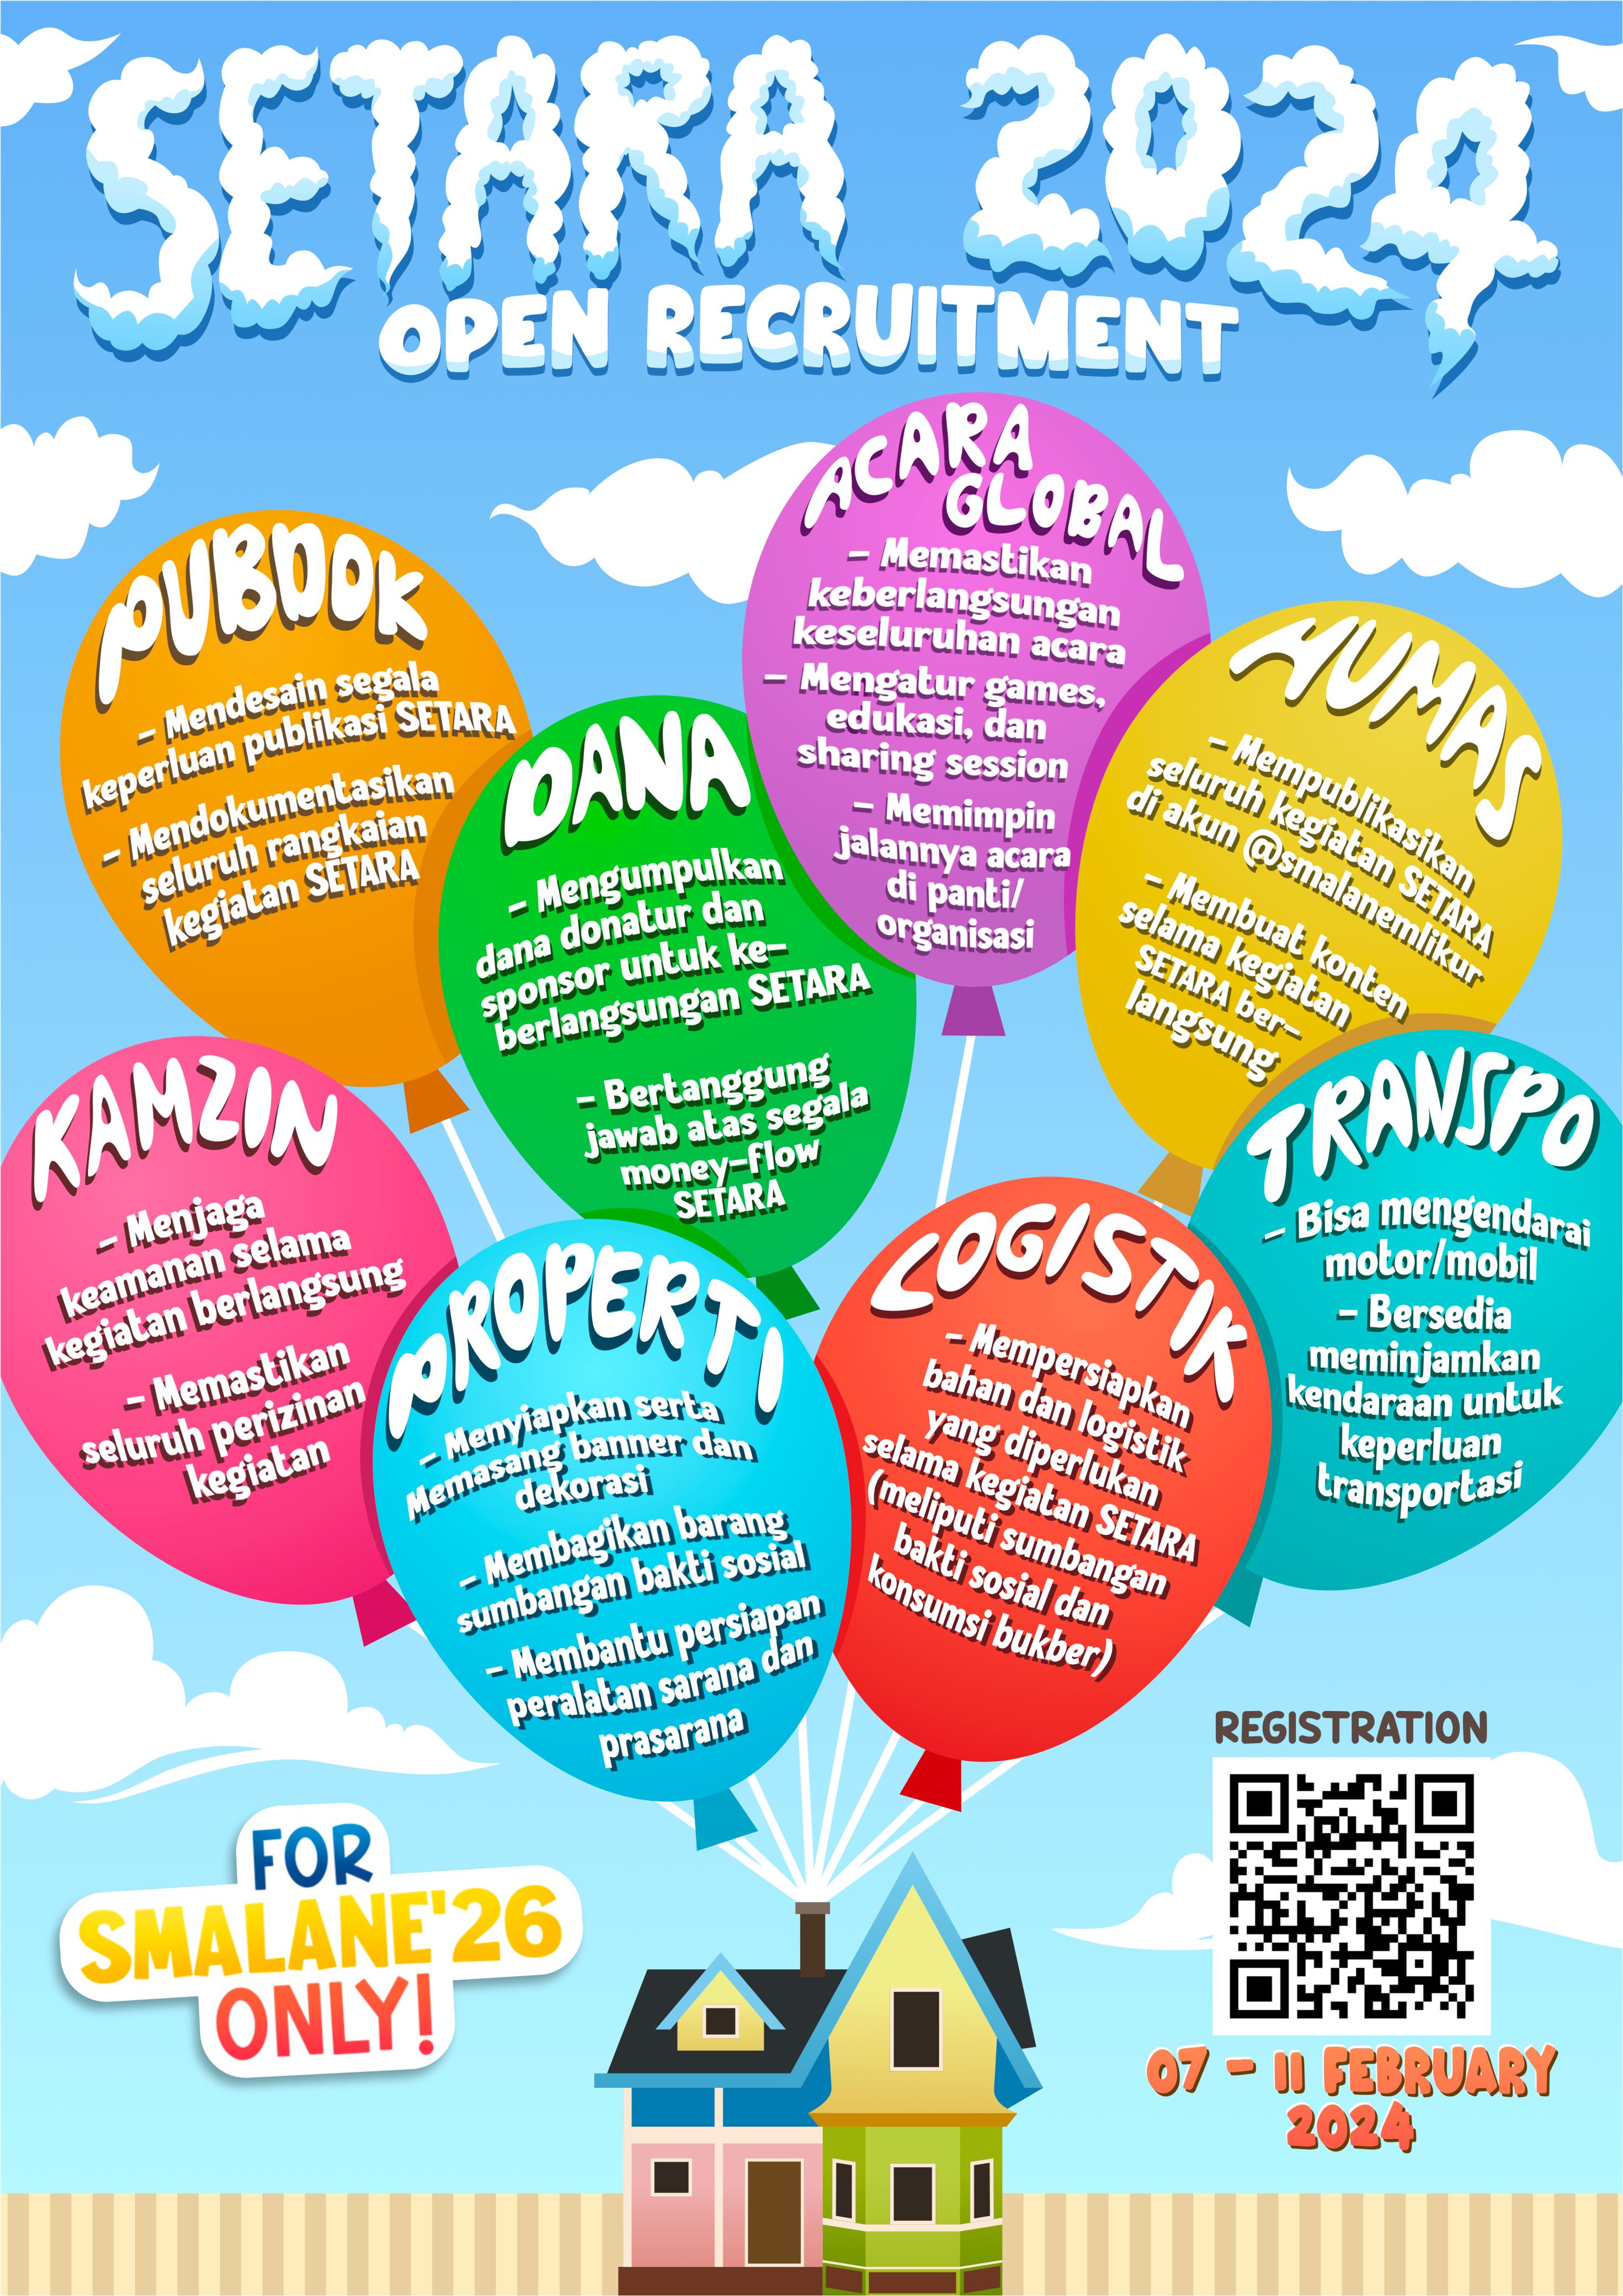 SETARA 2024
OPEN RECRUITMENT
PUBDOK
– Mendesain segala
keperluan publikasi SETARA
– Mendokumentasikan
seluruh rangkaian
kegiatan SETARA
DANA
– Mengumpulkan
dana donatur dan
sponsor untuk ke–
berlangsungan SETARA
– Bertanggung
jawab atas segala
money–flow
SETARA
ACARA
GLOBAL
– Memastikan
keberlangsungan
keseluruhan acara
– Mengatur games,
edukasi, dan
sharing session
– Memimpin
jalannya acara
di panti/
organisasi
HUMAS
– Mempublikasikan
seluruh kegiatan SETARA
di akun @smalanemlikur
– Membuat konten
selama kegiatan
SETARA ber–
langsung
KAMZIN
– Menjaga
keamanan selama
kegiatan berlangsung
– Memastikan
seluruh perizinan
kegiatan
PROPERTI
– Menyiapkan serta
Memasang banner dan
dekorasi
– Membagikan barang
sumbangan bakti sosial
– Membantu persiapan
peralatan sarana dan
prasarana
LOGISTIK
– Mempersiapkan
bahan dan logistik
yang diperlukan
selama kegiatan SETARA
(meliputi sumbangan
bakti sosial dan
konsumsi bukber)
TRANSPO
– Bisa mengendarai
motor/mobil
– Bersedia
meminjamkan
kendaraan untuk
keperluan
transportasi
FOR
SMALANE'26
ONLY!
REGISTRATION
07 – 11 FEBRUARY
2024